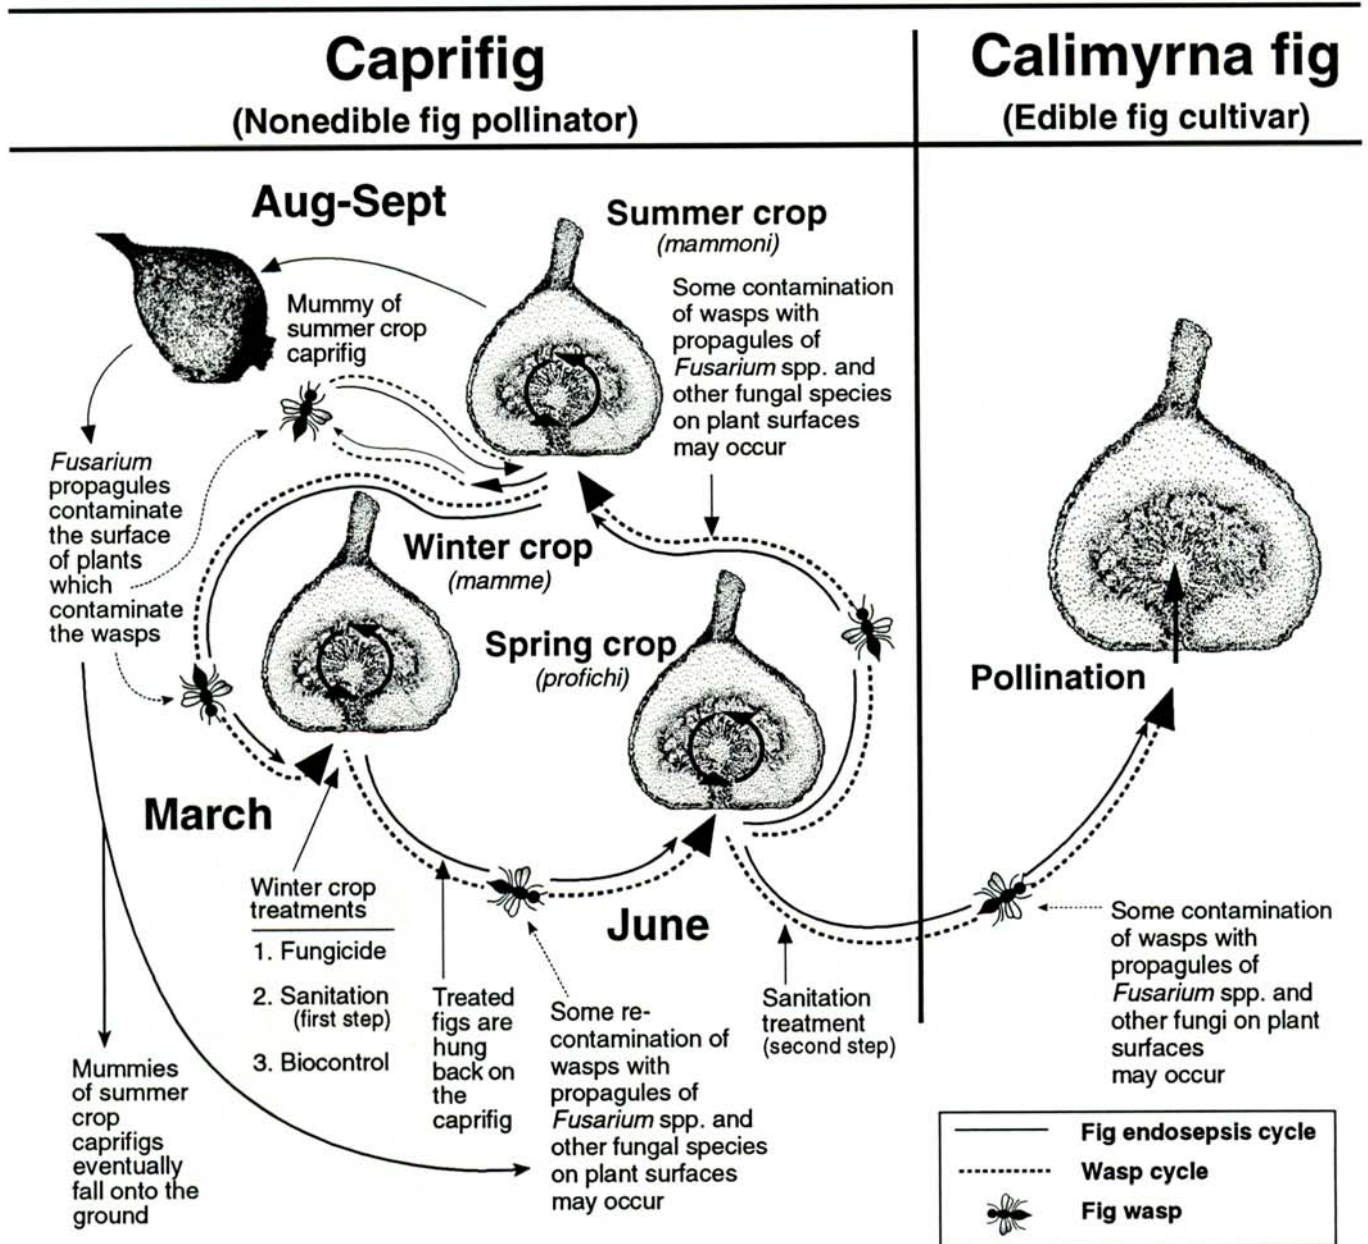 Caprifig
(Nonedible fig pollinator)
Calimyrna fig
(Edible fig cultivar)
Aug-Sept
Summer crop
(mammoni)
Some contamination
of wasps with
propagules of
Fusarium spp. and
other fungal species
on plant surfaces
may occur
Mummy of
summer crop
caprifig
Fusarium
propagules
contaminate
the surface
of plants
which
contaminate
the wasps
Winter crop
(mamme)
Spring crop
(profichi)
Pollination
March
Winter crop
treatments
1. Fungicide
2. Sanitation
(first step)
3. Biocontrol
June
Treated
figs are
hung
back on
the
caprifig
Some re-
contamination of
wasps with
propagules of
Fusarium spp. and
other fungal species
on plant surfaces
may occur
Sanitation
treatment
(second step)
Some contamination
of wasps with
propagules of
Fusarium spp. and
other fungi on plant
surfaces
may occur
Mummies
of summer
crop
caprifigs
eventually
fall onto the
ground
Fig endosepsis cycle
Wasp cycle
Fig wasp